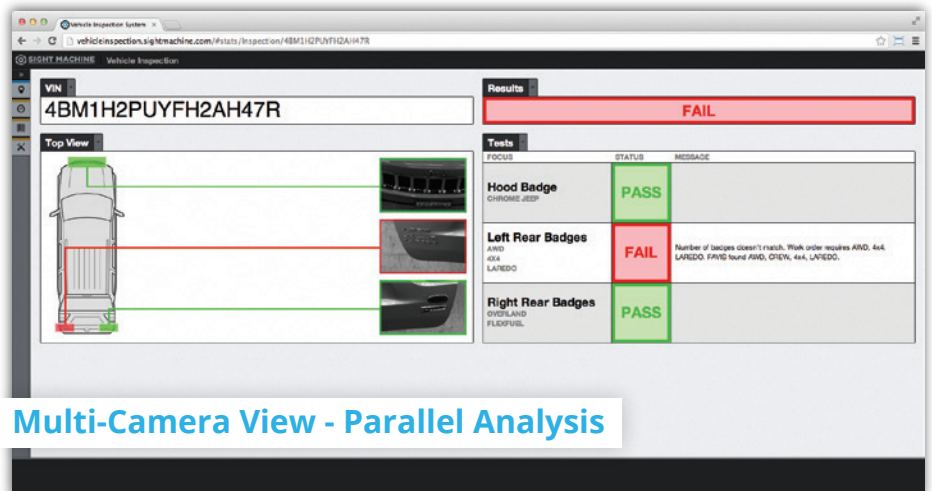 Vehicle Inspection System
vehicleinspection.sightmachine.com/#stats/Inspection/4BM1H2PUYFH2AH47R
SIGHT MACHINE Vehicle Inspection
VIN
4BM1H2PUYFH2AH47R
Results
FAIL
Top View
Tests
FOCUS STATUS MESSAGE
Hood Badge
CHROME JEEP
PASS
Left Rear Badges
AWD
4X4
LAREDO
FAIL
Number of badges doesn't match. Work order requires AWD, 4x4,
LAREDO. FAVIS found AWD, CREW, 4x4, LAREDO.
Right Rear Badges
OVERLAND
FLEXFUEL
PASS
Multi-Camera View - Parallel Analysis